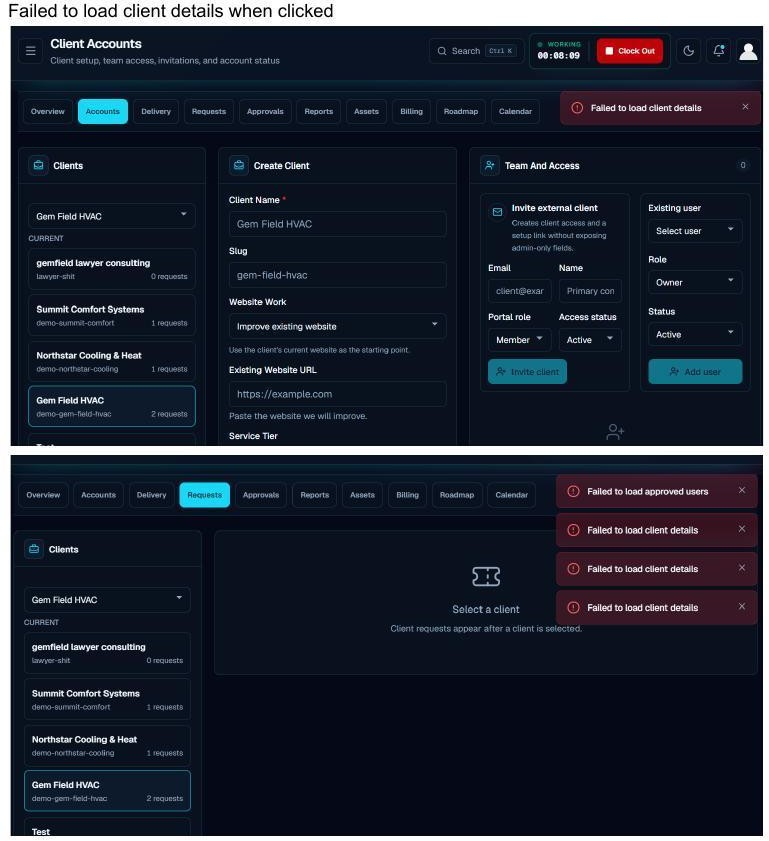 Failed to load client details when clicked
Client Accounts
Client setup, team access, invitations, and account status
Search Ctrl K
WORKING
00:08:09
Clock Out
Overview Accounts Delivery Requests Approvals Reports Assets Billing Roadmap Calendar
Failed to load client details
Clients
Gem Field HVAC
CURRENT
gemfield lawyer consulting
lawyer-shit 0 requests
Summit Comfort Systems
demo-summit-comfort 1 requests
Northstar Cooling & Heat
demo-northstar-cooling 1 requests
Gem Field HVAC
demo-gem-field-hvac 2 requests
Test
Create Client
Client Name *
Gem Field HVAC
Slug
gem-field-hvac
Website Work
Improve existing website
Use the client's current website as the starting point.
Existing Website URL
https://example.com
Paste the website we will improve.
Service Tier
Team And Access 0
Invite external client
Creates client access and a
setup link without exposing
admin-only fields.
Email Name
client@exar Primary con
Portal role Access status
Member Active
Invite client
Existing user
Select user
Role
Owner
Status
Active
Add user
Overview Accounts Delivery Requests Approvals Reports Assets Billing Roadmap Calendar
Failed to load approved users
Failed to load client details
Failed to load client details
Failed to load client details
Clients
Gem Field HVAC
CURRENT
gemfield lawyer consulting
lawyer-shit 0 requests
Summit Comfort Systems
demo-summit-comfort 1 requests
Northstar Cooling & Heat
demo-northstar-cooling 1 requests
Gem Field HVAC
demo-gem-field-hvac 2 requests
Test
Select a client
Client requests appear after a client is selected.